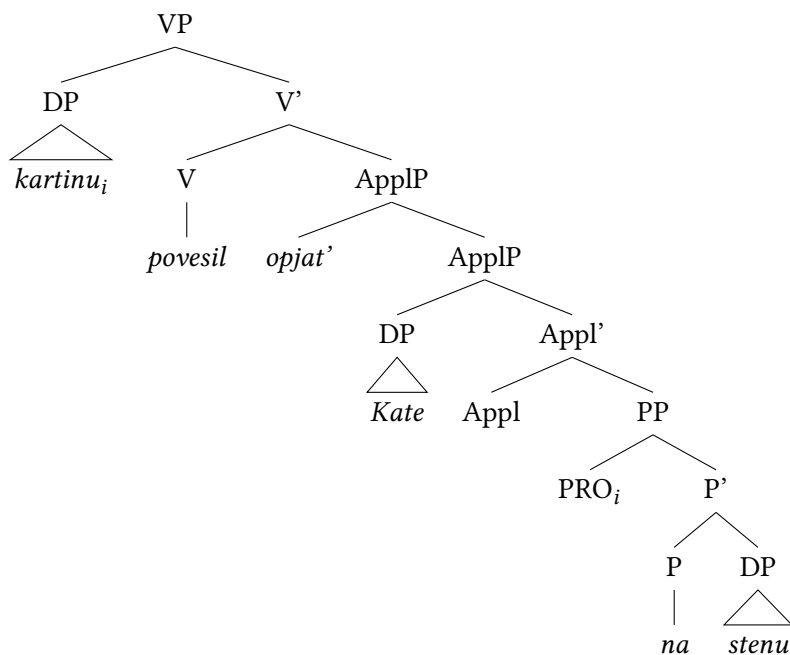 VP
DP V'
kartinu_i V ApplP
povesil opjat’ ApplP
DP Appl’
Kate Appl PP
PRO_i P’
P DP
na stenu